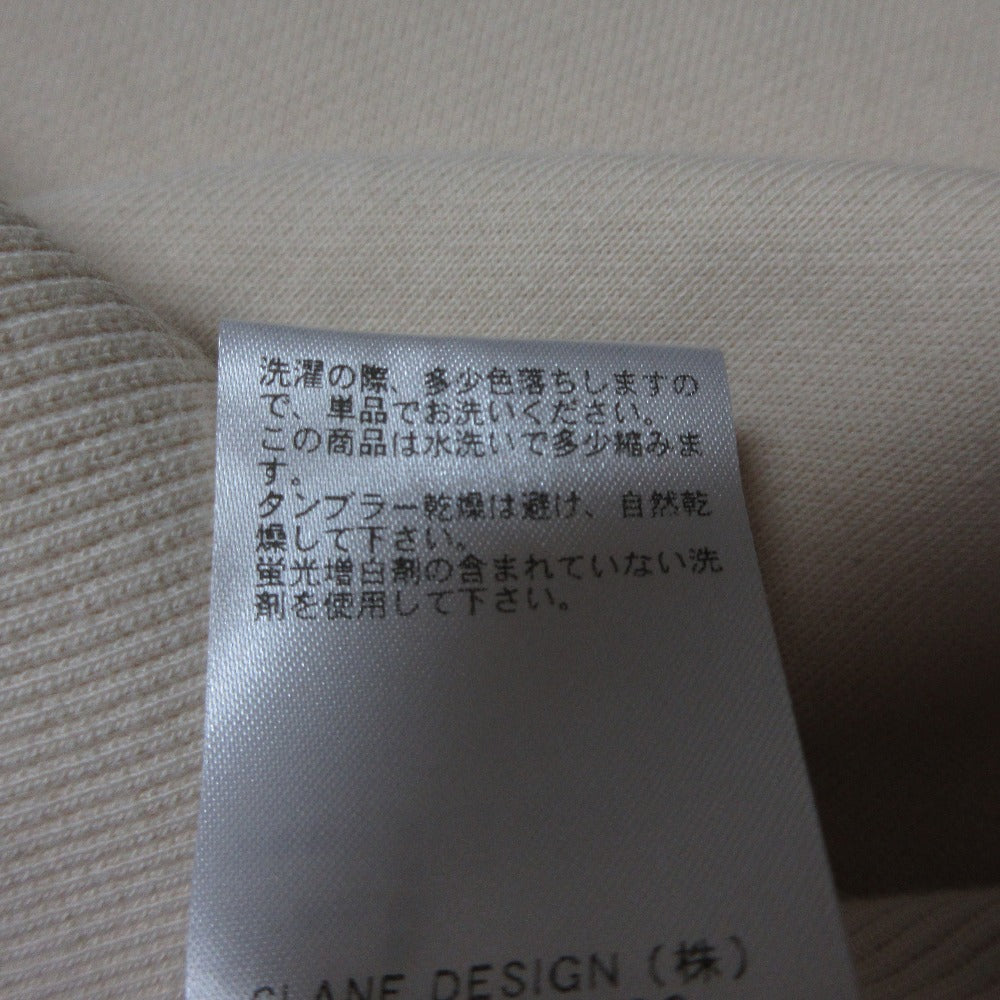 洗濯の際、多少色落ちしますの
で、単品でお洗いください。
この商品は水洗いで多少縮みま
す。
タンブラー乾燥は避け、自然乾
燥して下さい。
蛍光増白剤の含まれていない洗
剤を使用して下さい。
CLANE DESIGN（株）